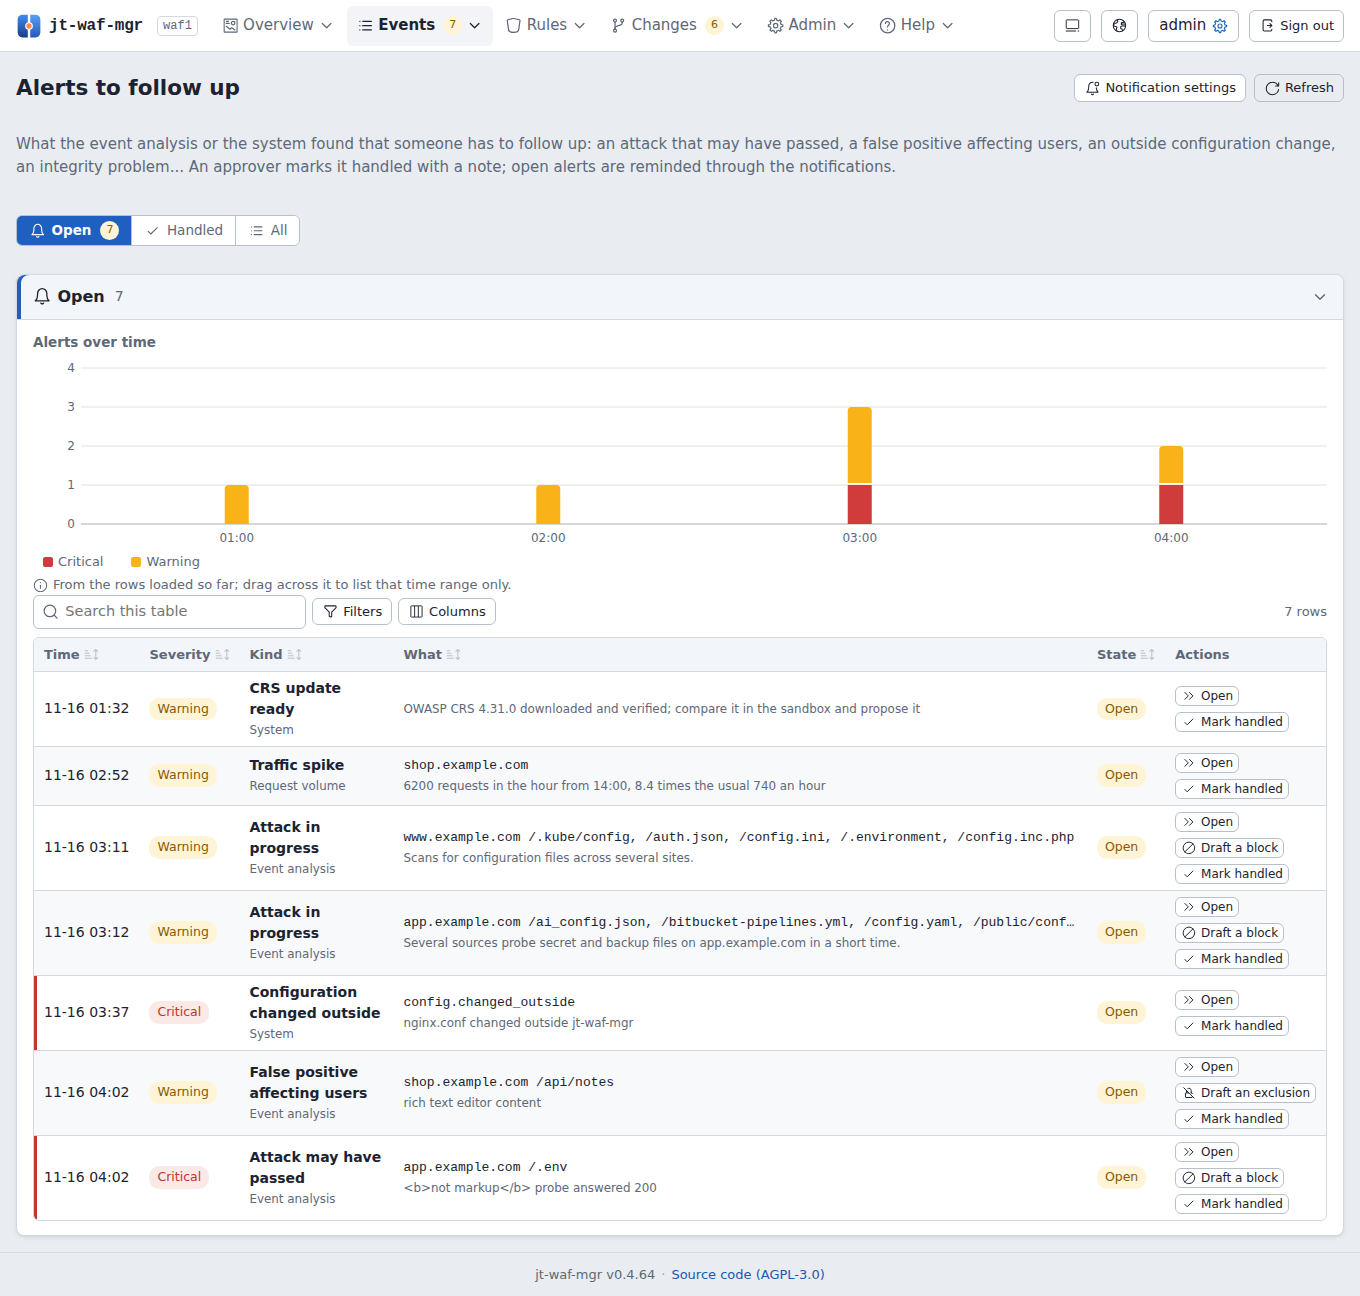 jt-waf-mgr waf1 Overview Events 7 Rules Changes 6 Admin Help admin Sign out
Alerts to follow up
Notification settings Refresh
What the event analysis or the system found that someone has to follow up: an attack that may have passed, a false positive affecting users, an outside configuration change,
an integrity problem... An approver marks it handled with a note; open alerts are reminded through the notifications.
Open 7 Handled All
Open 7
Alerts over time
4
3
2
1
0
01:00 02:00 03:00 04:00
Critical Warning
From the rows loaded so far; drag across it to list that time range only.
Search this table Filters Columns 7 rows
Time Severity Kind What State Actions
11-16 01:32 Warning CRS update
ready
System
OWASP CRS 4.31.0 downloaded and verified; compare it in the sandbox and propose it
Open
Open
Mark handled
11-16 02:52 Warning Traffic spike
Request volume
shop.example.com
6200 requests in the hour from 14:00, 8.4 times the usual 740 an hour
Open
Open
Mark handled
11-16 03:11 Warning Attack in
progress
Event analysis
www.example.com /.kube/config, /auth.json, /config.ini, /.environment, /config.inc.php
Scans for configuration files across several sites.
Open
Open
Draft a block
Mark handled
11-16 03:12 Warning Attack in
progress
Event analysis
app.example.com /ai_config.json, /bitbucket-pipelines.yml, /config.yaml, /public/conf…
Several sources probe secret and backup files on app.example.com in a short time.
Open
Open
Draft a block
Mark handled
11-16 03:37 Critical Configuration
changed outside
System
config.changed_outside
nginx.conf changed outside jt-waf-mgr
Open
Open
Mark handled
11-16 04:02 Warning False positive
affecting users
Event analysis
shop.example.com /api/notes
rich text editor content
Open
Open
Draft an exclusion
Mark handled
11-16 04:02 Critical Attack may have
passed
Event analysis
app.example.com /.env
<b>not markup</b> probe answered 200
Open
Open
Draft a block
Mark handled
jt-waf-mgr v0.4.64 · Source code (AGPL-3.0)